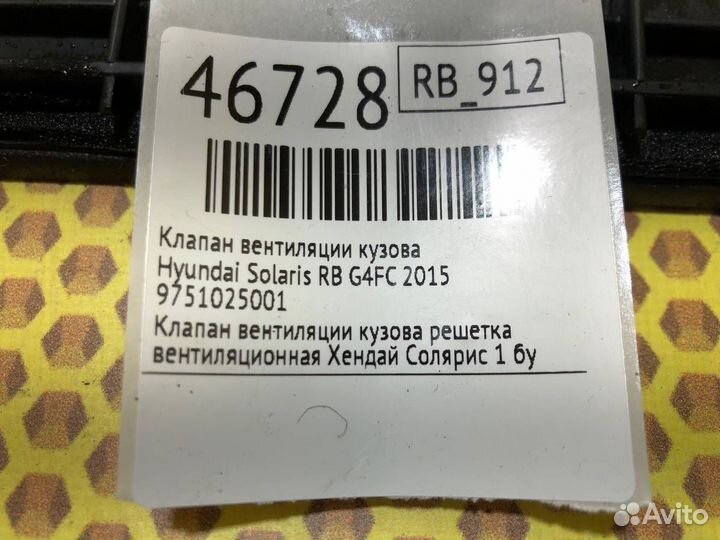 46728
RB_912
Клапан вентиляции кузова
Hyundai Solaris RB G4FC 2015
9751025001
Клапан вентиляции кузова решетка
вентиляционная Хендай Солярис 1 бу
Avito